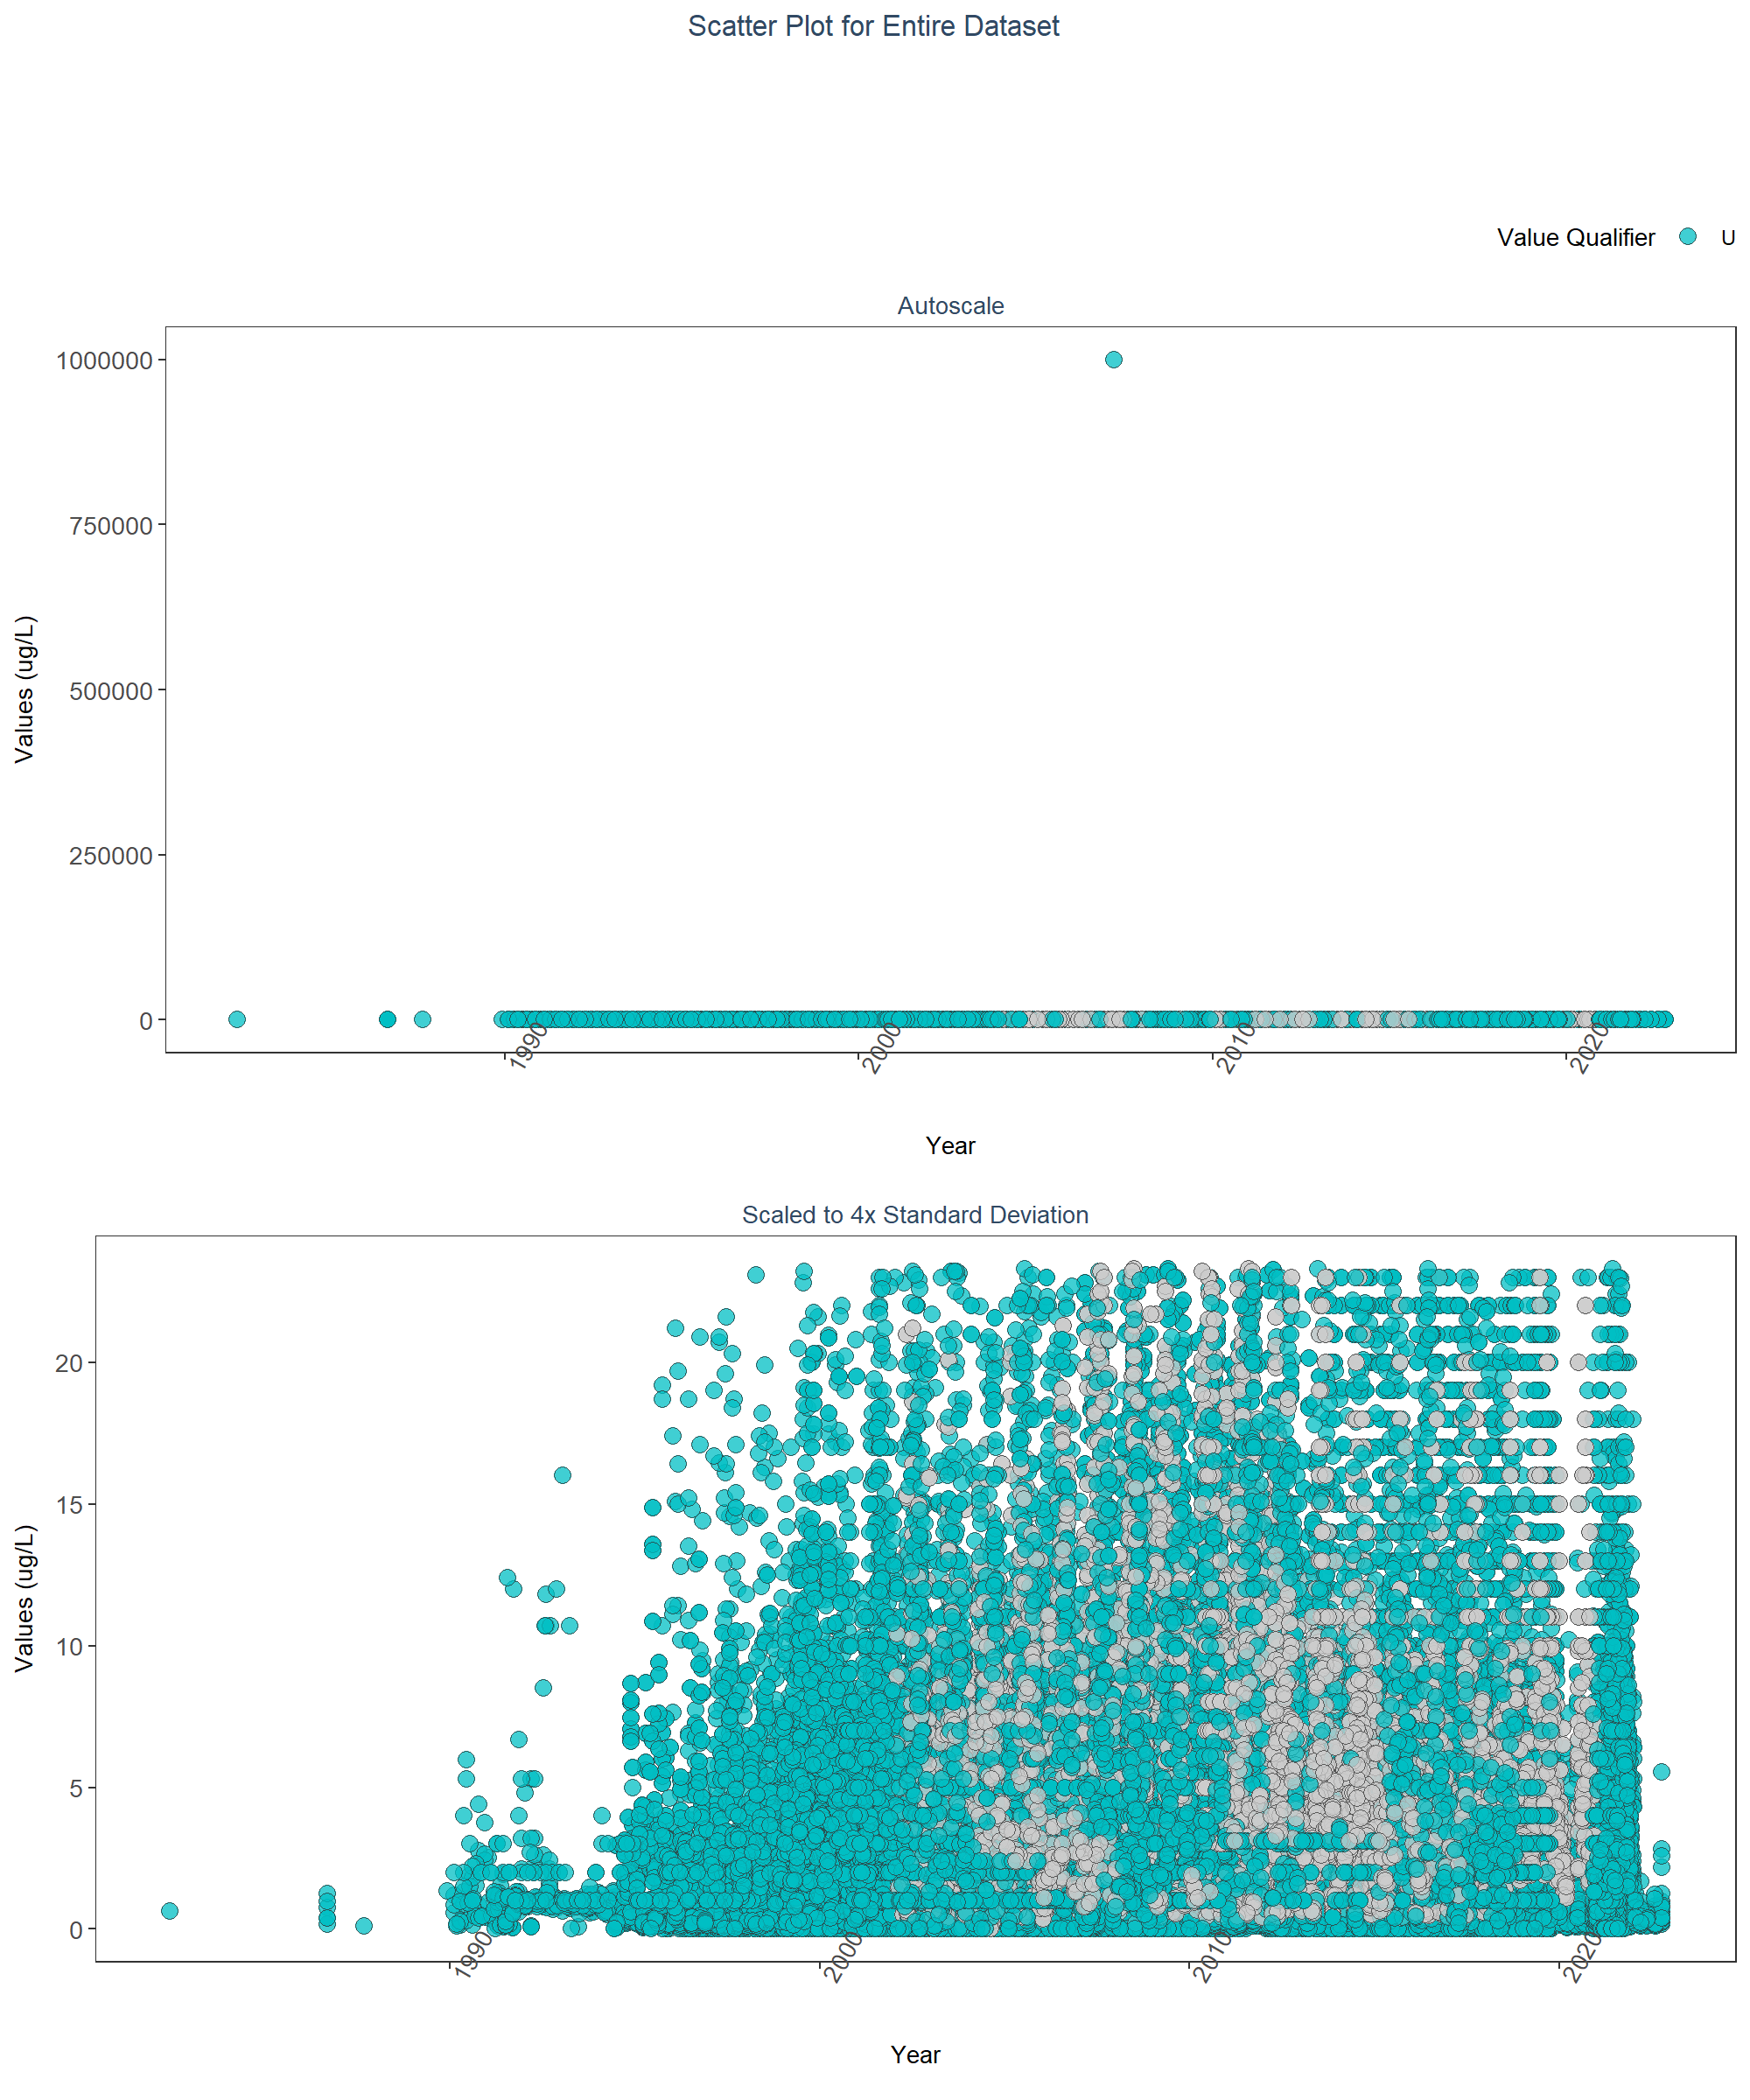 Scatter Plot for Entire Dataset
Value Qualifier U
Autoscale
1000000
750000
500000
250000
0
Values (ug/L)
1990 2000 2010 2020
Year
Scaled to 4x Standard Deviation
20
15
10
5
0
Values (ug/L)
1990 2000 2010 2020
Year